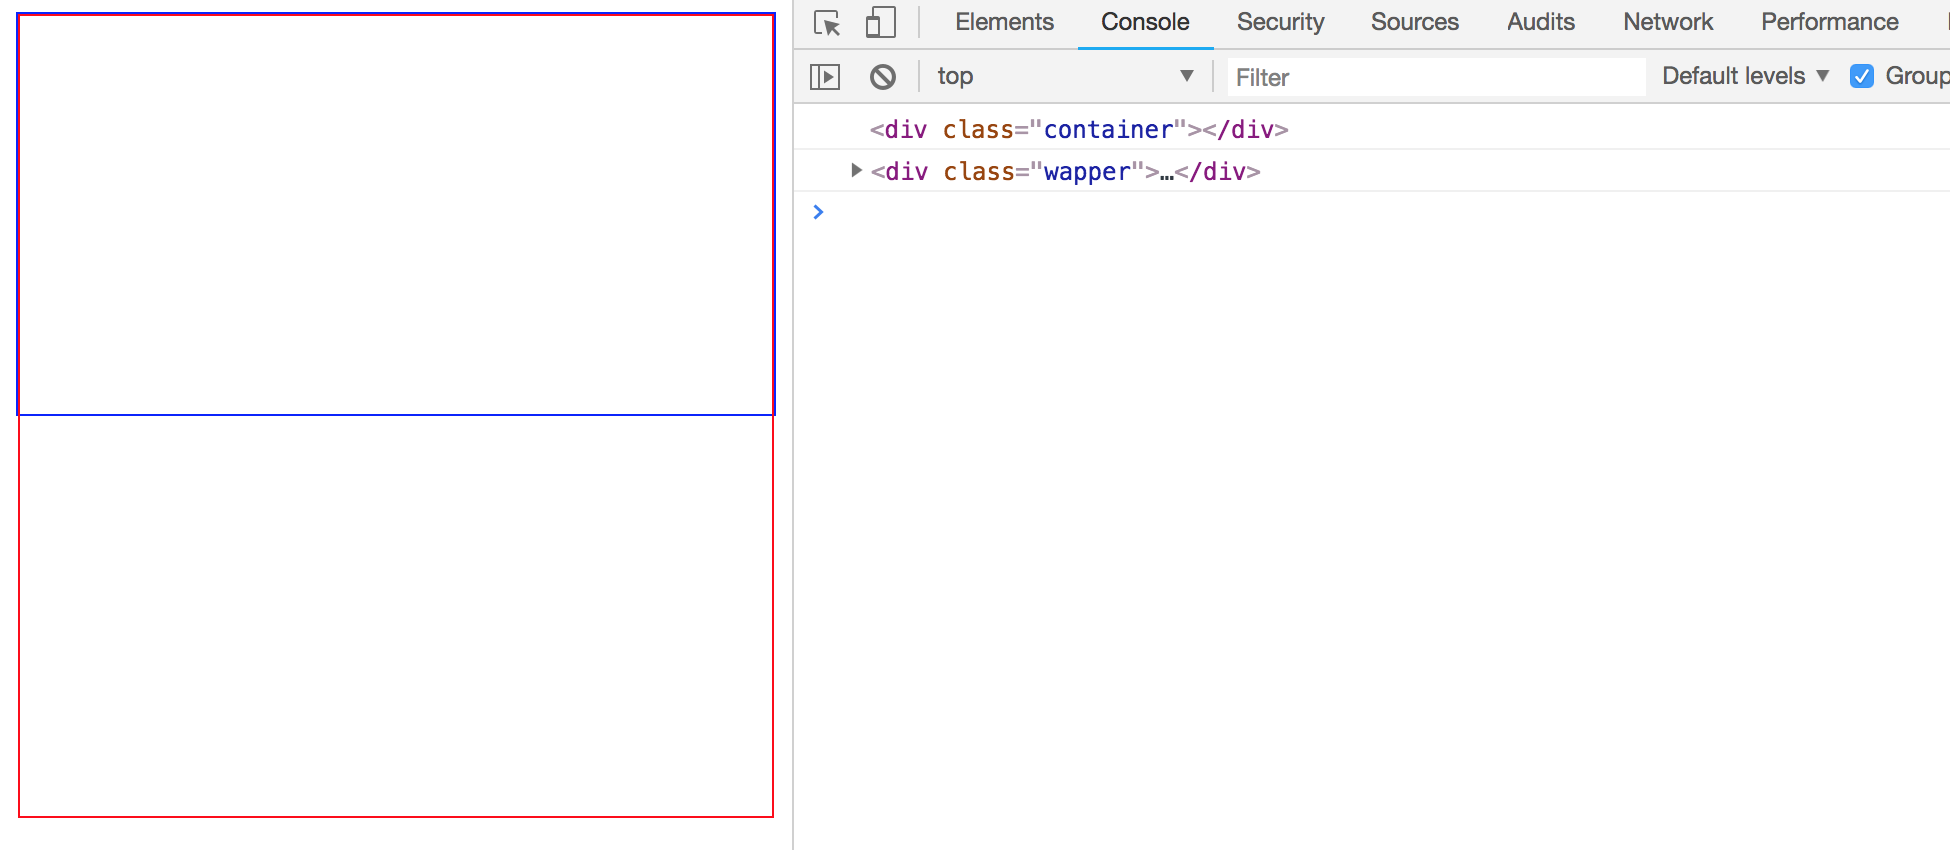 Elements Console Security Sources Audits Network Performance
top Filter Default levels Group
<div class="container"></div>
<div class="wapper">…</div>